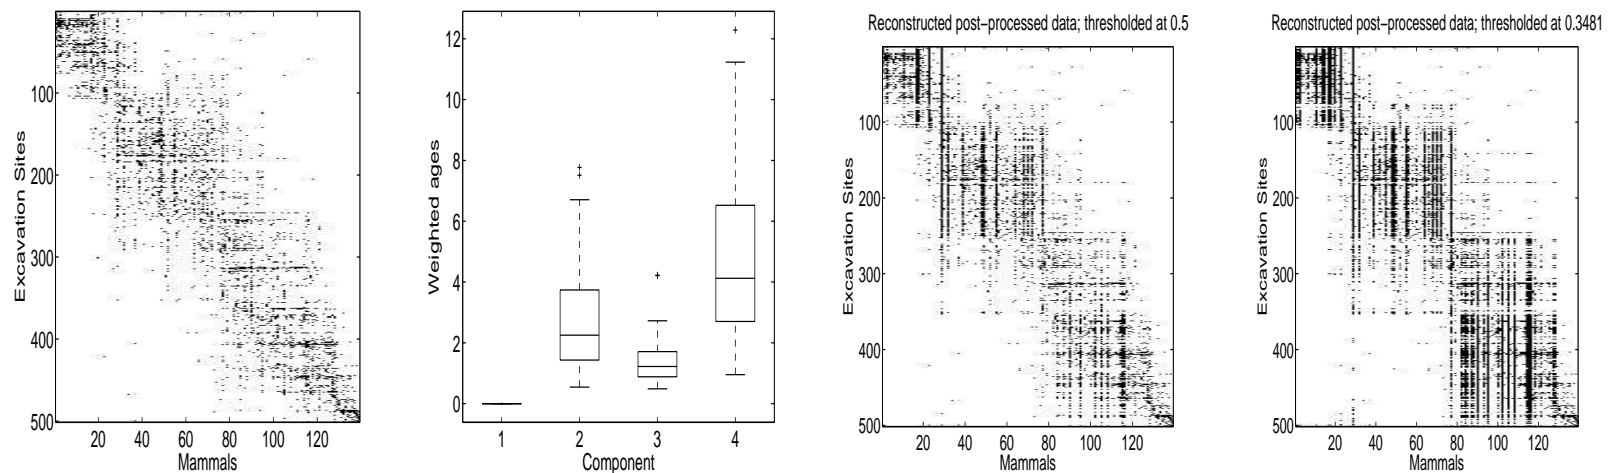 Excavation Sites
100
200
300
400
500
20 40 60 80 100 120
Mammals
Weighted ages
12
10
8
6
4
2
0
1 2 3 4
Component
Reconstructed post-processed data; thresholded at 0.5
Excavation Sites
100
200
300
400
500
20 40 60 80 100 120
Mammals
Reconstructed post-processed data; thresholded at 0.3481
Excavation Sites
100
200
300
400
500
20 40 60 80 100 120
Mammals